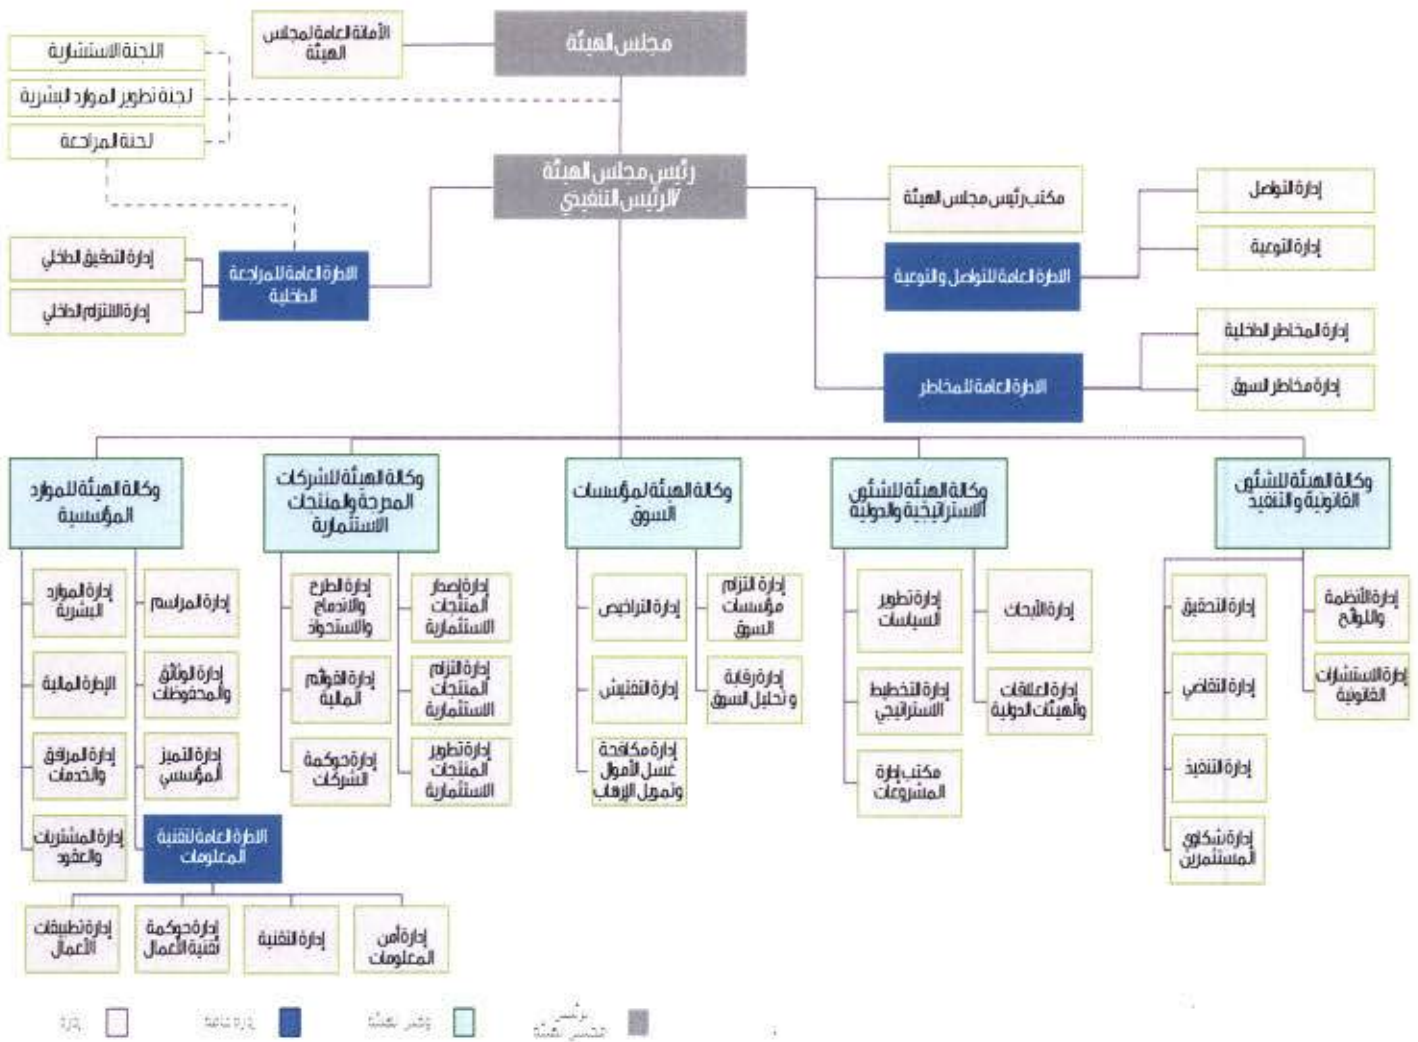 مجلس الهيئة
الأمانة العامة لمجلس
الهيئة
اللجنة الاستشارية
لجنة تطوير الموارد البشرية
لجنة المراجعة
رئيس مجلس الهيئة
/الرئيس التنفيذي
مكتب رئيس مجلس الهيئة
إدارة التواصل
إدارة التوعية
الادارة العامة للتواصل والتوعية
إدارة المخاطر الداخلية
إدارة مخاطر السوق
الادارة العامة للمخاطر
الادارة العامة للمراجعة
الداخلية
إدارة التدقيق الداخلي
إدارة الالتزام الداخلي
وكالة الهيئة للشئون
القانونية و التنفيذ
وكالة الهيئة للشئون
الاستراتيجية والدولية
وكالة الهيئة لمؤسسات
السوق
وكالة الهيئة للشركات
المدرجة والمنتجات
الاستثمارية
وكالة الهيئة للموارد
المؤسسية
إدارة الأنظمة
واللوائح
إدارة الاستشارات
القانونية
إدارة التحقيق
إدارة التقاضي
إدارة التنفيذ
إدارة شكاوي
المستثمرين
إدارة الأبحاث
إدارة العلاقات
والهيئات الدولية
إدارة تطوير
السياسات
إدارة التخطيط
الاستراتيجي
مكتب إدارة
المشروعات
إدارة التزام
مؤسسات
السوق
إدارة رقابة
و تحليل السوق
إدارة التراخيص
إدارة التفتيش
إدارة مكافحة
غسل الأموال
وتمويل الإرهاب
إدارة إصدار
المنتجات
الاستثمارية
إدارة التزام
المنتجات
الاستثمارية
إدارة تطوير
المنتجات
الاستثمارية
إدارة الطرح
والاندماج
والاستحواذ
إدارة القوائم
المالية
إدارة حوكمة
الشركات
إدارة المراسم
إدارة الوثائق
والمحفوظات
إدارة التميز
المؤسسي
الادارة العامة لتقنية
المعلومات
إدارة الموارد
البشرية
الإدارة المالية
إدارة المرافق
والخدمات
إدارة المشتريات
والعقود
إدارة أمن
المعلومات
إدارة التقنية
إدارة حوكمة
تقنية الأعمال
إدارة تطبيقات
الأعمال